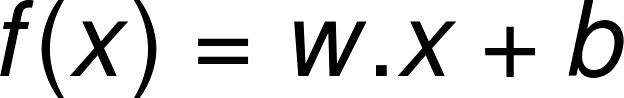 f(x) = w.x + b